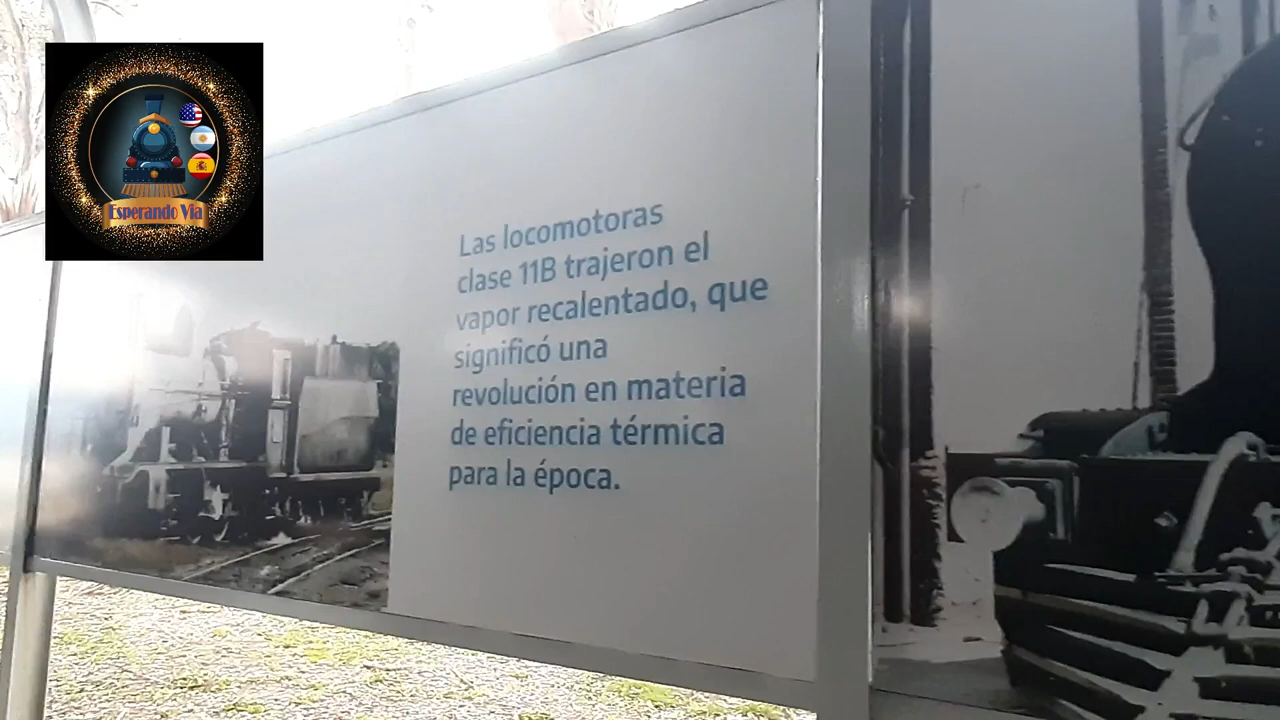 Esperando Vía
Las locomotoras
clase 11B trajeron el
vapor recalentado, que
significó una
revolución en materia
de eficiencia térmica
para la época.